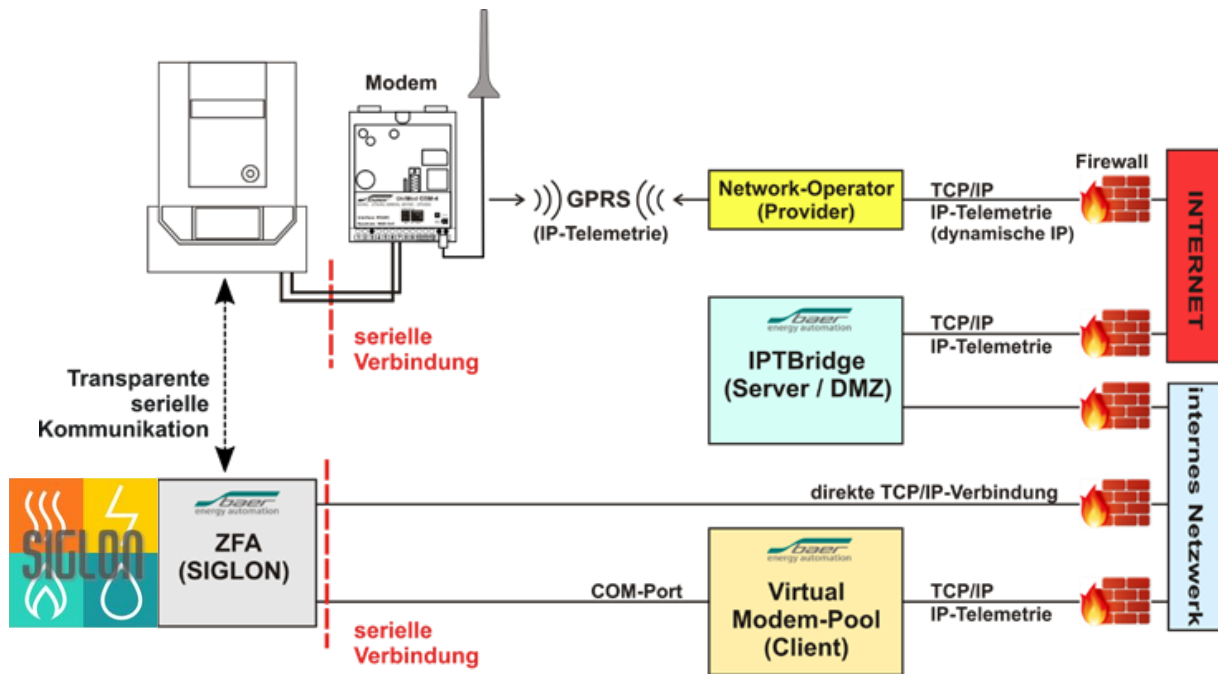 Modem
GPRS
(IP-Telemetrie)
Network-Operator
(Provider)
TCP/IP
IP-Telemetrie
(dynamische IP)
Firewall
INTERNET
serielle
Verbindung
baer
energy automation
IPTBridge
(Server / DMZ)
TCP/IP
IP-Telemetrie
Transparente
serielle
Kommunikation
internes Netzwerk
SIGLON
baer
energy automation
ZFA
(SIGLON)
direkte TCP/IP-Verbindung
COM-Port
baer
energy automation
Virtual
Modem-Pool
(Client)
TCP/IP
IP-Telemetrie
serielle
Verbindung